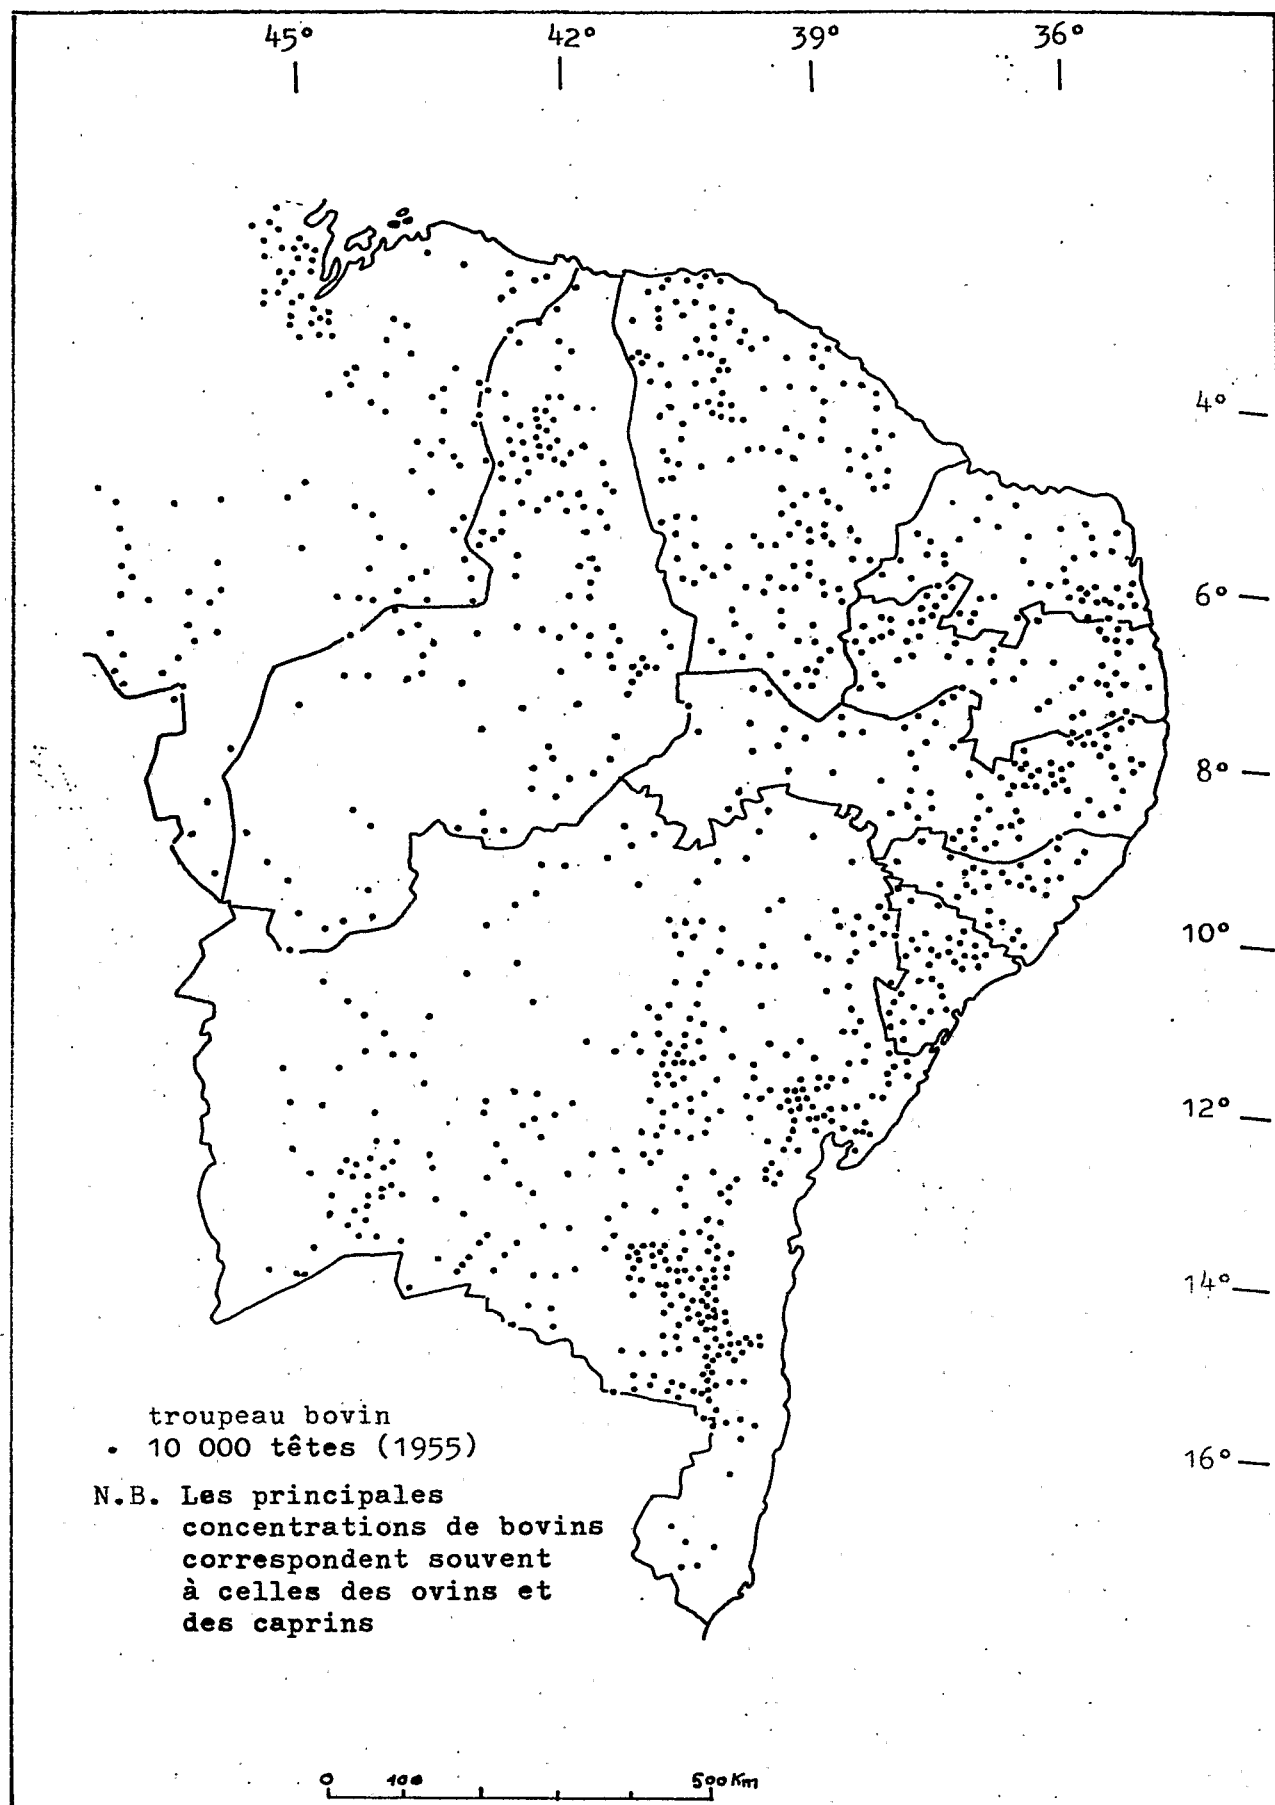 45° 42° 39° 36°
4°
6°
8°
10°
12°
14°
16°
troupeau bovin
• 10 000 têtes (1955)
N.B. Les principales
concentrations de bovins
correspondent souvent
à celles des ovins et
des caprins
0 100 500 Km